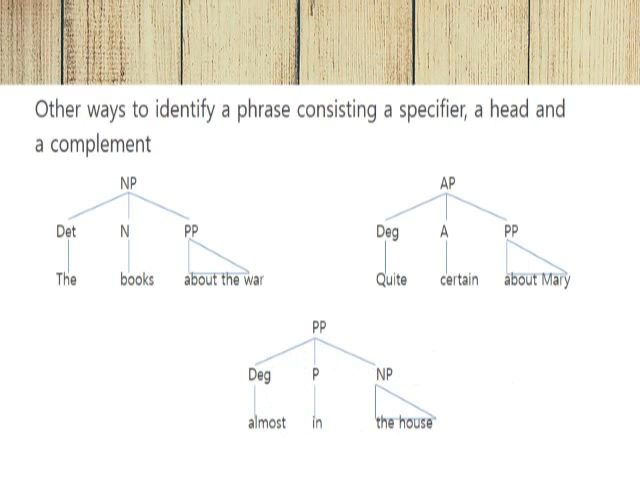 Other ways to identify a phrase consisting a specifier, a head and
a complement
NP
Det N PP
The books about the war
AP
Deg A PP
Quite certain about Mary
PP
Deg P NP
almost in the house